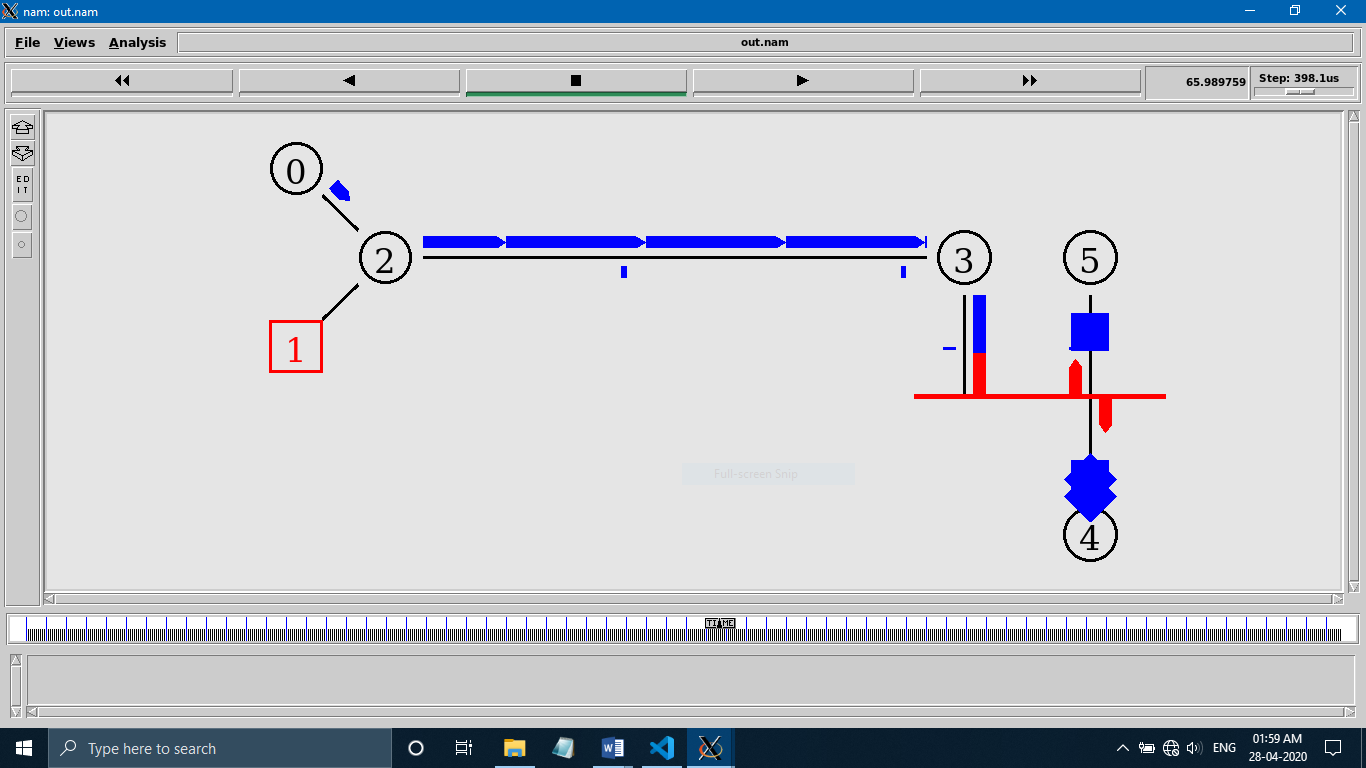 nam: out.nam
File Views Analysis out.nam
65.989759 Step: 398.1us
E D
I T
0
2
3
5
1
Full-screen Snip
4
TIME
Type here to search
ENG
01:59 AM
28-04-2020